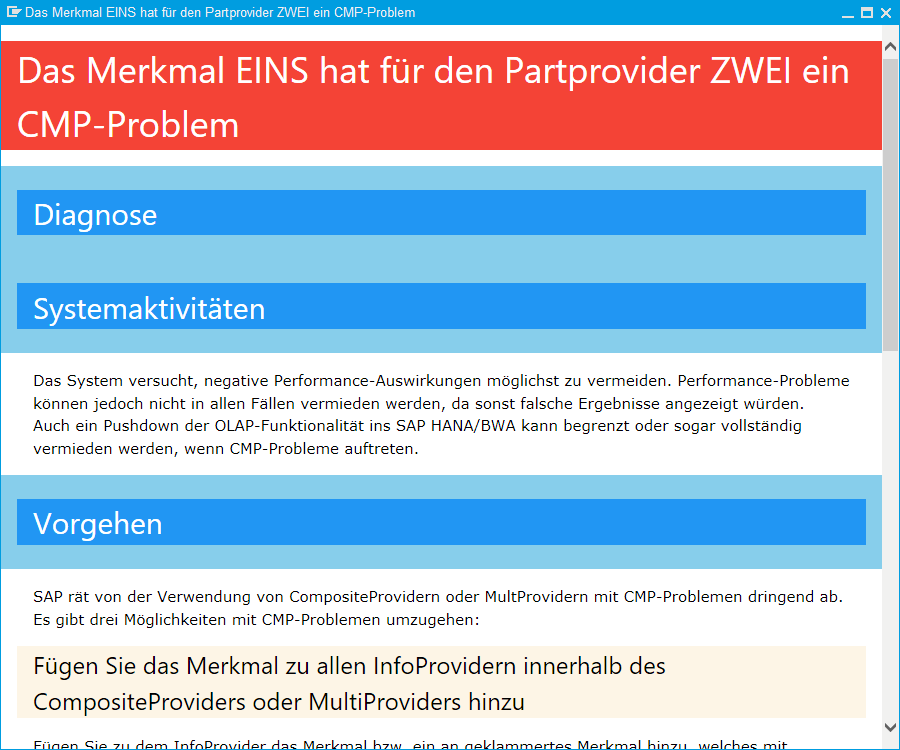 Das Merkmal EINS hat für den Partprovider ZWEI ein CMP-Problem
Das Merkmal EINS hat für den Partprovider ZWEI ein
CMP-Problem
Diagnose
Systemaktivitäten
Das System versucht, negative Performance-Auswirkungen möglichst zu vermeiden. Performance-Probleme
können jedoch nicht in allen Fällen vermieden werden, da sonst falsche Ergebnisse angezeigt würden.
Auch ein Pushdown der OLAP-Funktionalität ins SAP HANA/BWA kann begrenzt oder sogar vollständig
vermieden werden, wenn CMP-Probleme auftreten.
Vorgehen
SAP rät von der Verwendung von CompositeProvidern oder MultProvidern mit CMP-Problemen dringend ab.
Es gibt drei Möglichkeiten mit CMP-Problemen umzugehen:
Fügen Sie das Merkmal zu allen InfoProvidern innerhalb des
CompositeProviders oder MultiProviders hinzu
Fügen Sie zu dem InfoProvider das Merkmal bzw. ein an geklammertes Merkmal hinzu, welches mit